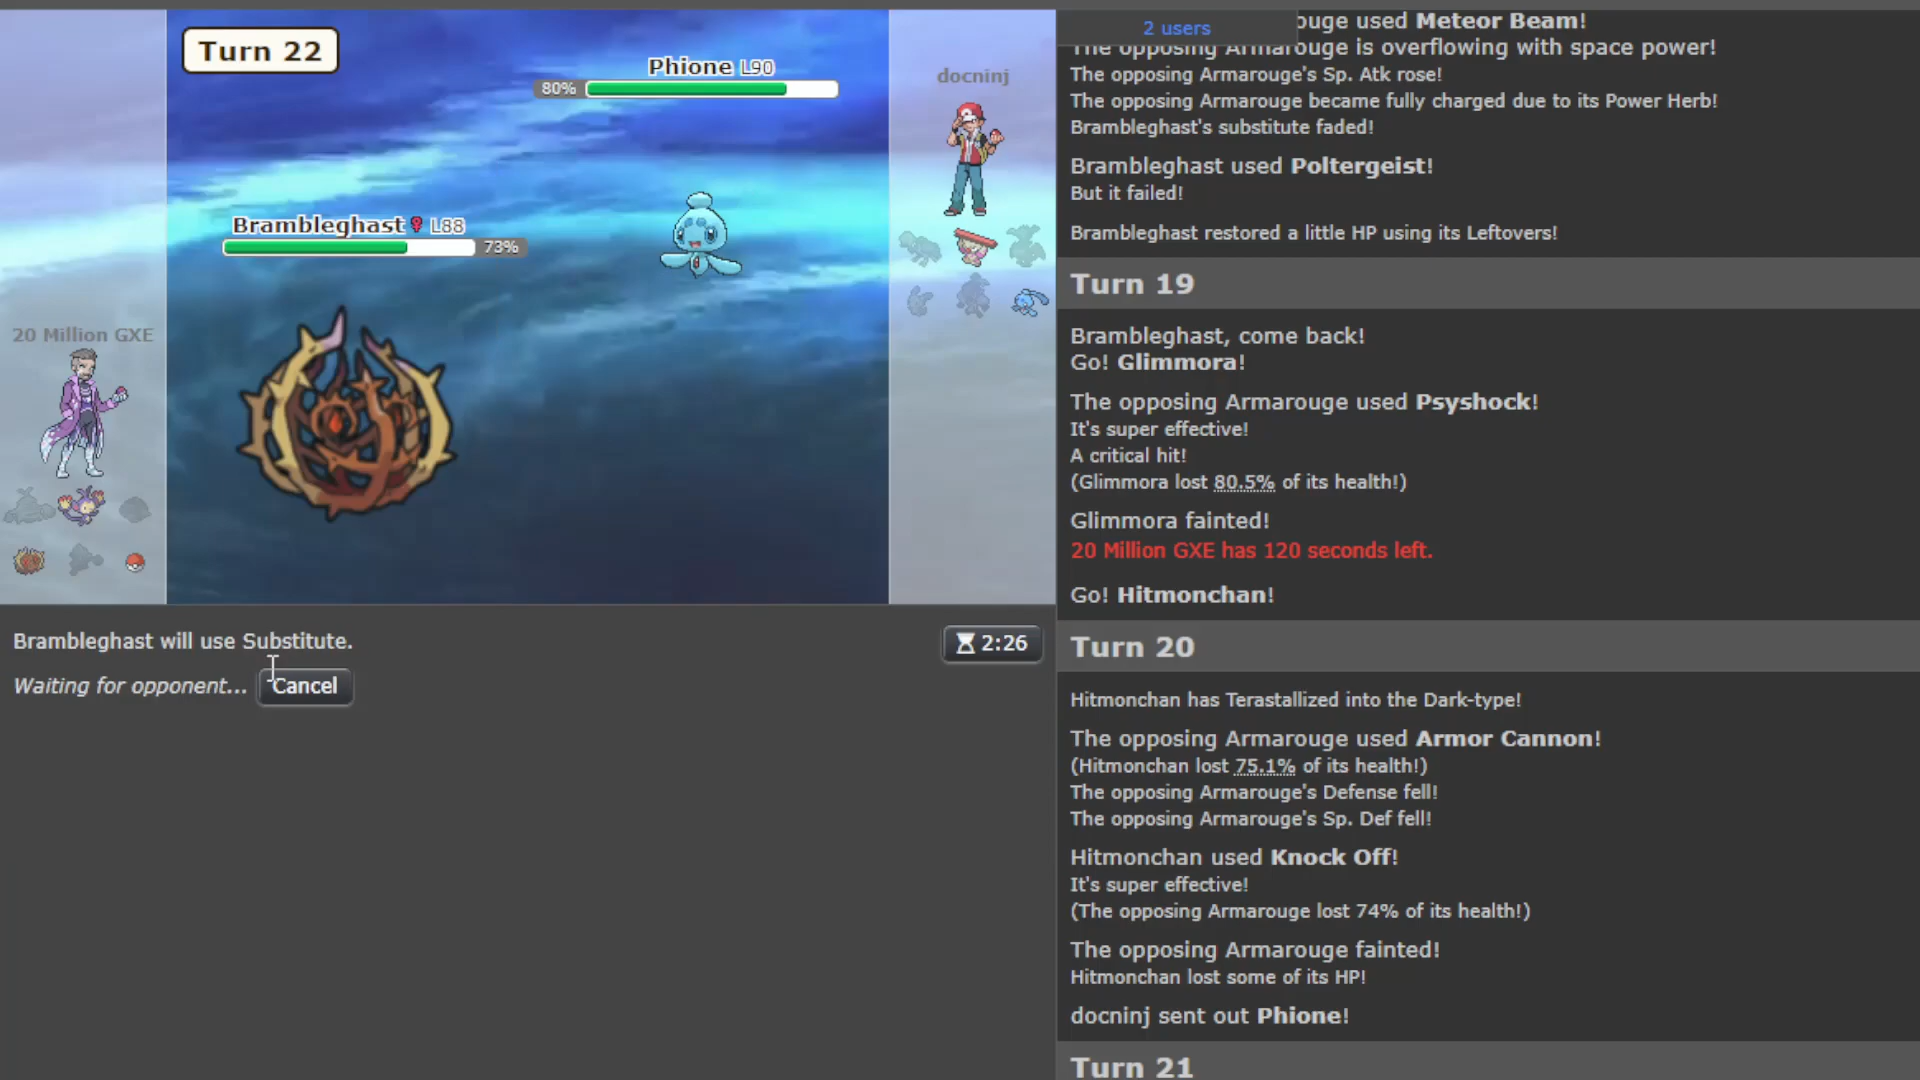 Turn 22
Phione L90
80%
docninj
Brambleghast L88
73%
20 Million GXE
Brambleghast will use Substitute.
2:26
Waiting for opponent...
Cancel
2 users
ouge used Meteor Beam!
The opposing Armarouge is overflowing with space power!
The opposing Armarouge's Sp. Atk rose!
The opposing Armarouge became fully charged due to its Power Herb!
Brambleghast's substitute faded!
Brambleghast used Poltergeist!
But it failed!
Brambleghast restored a little HP using its Leftovers!
Turn 19
Brambleghast, come back!
Go! Glimmora!
The opposing Armarouge used Psyshock!
It's super effective!
A critical hit!
(Glimmora lost 80.5% of its health!)
Glimmora fainted!
20 Million GXE has 120 seconds left.
Go! Hitmonchan!
Turn 20
Hitmonchan has Terastallized into the Dark-type!
The opposing Armarouge used Armor Cannon!
(Hitmonchan lost 75.1% of its health!)
The opposing Armarouge's Defense fell!
The opposing Armarouge's Sp. Def fell!
Hitmonchan used Knock Off!
It's super effective!
(The opposing Armarouge lost 74% of its health!)
The opposing Armarouge fainted!
Hitmonchan lost some of its HP!
docninj sent out Phione!
Turn 21